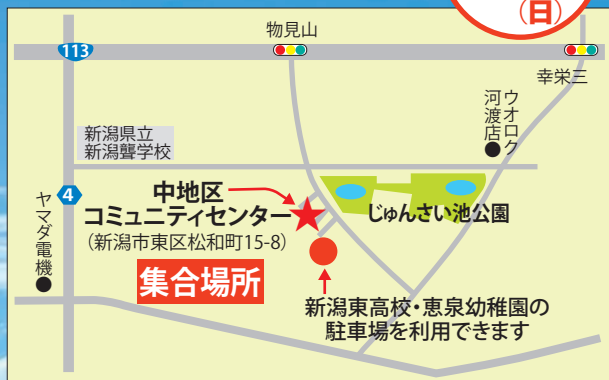 (日)
物見山
113
幸栄三
ウオロク
河渡店
新潟県立
新潟聾学校
4
ヤマダ電機
中地区
コミュニティセンター
(新潟市東区松和町15-8)
じゅんさい池公園
集合場所
新潟東高校・恵泉幼稚園の
駐車場を利用できます